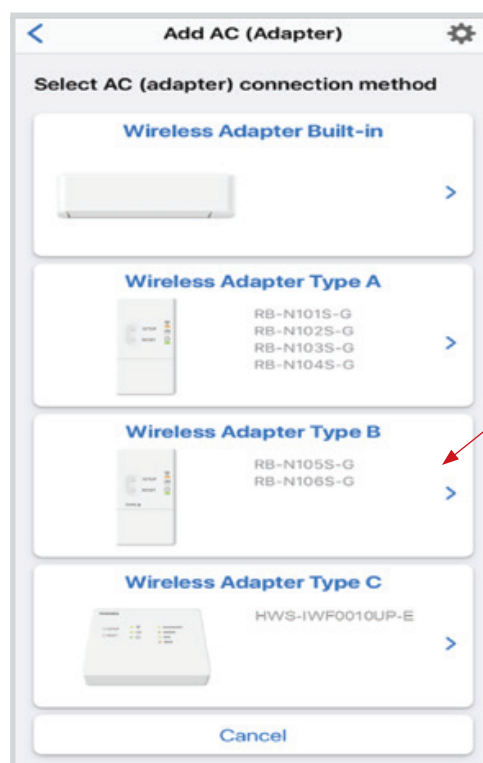 Add AC (Adapter)
Select AC (adapter) connection method
Wireless Adapter Built-in
Wireless Adapter Type A
RB-N101S-G
RB-N102S-G
RB-N103S-G
RB-N104S-G
Wireless Adapter Type B
RB-N105S-G
RB-N106S-G
Wireless Adapter Type C
HWS-IWF0010UP-E
Cancel